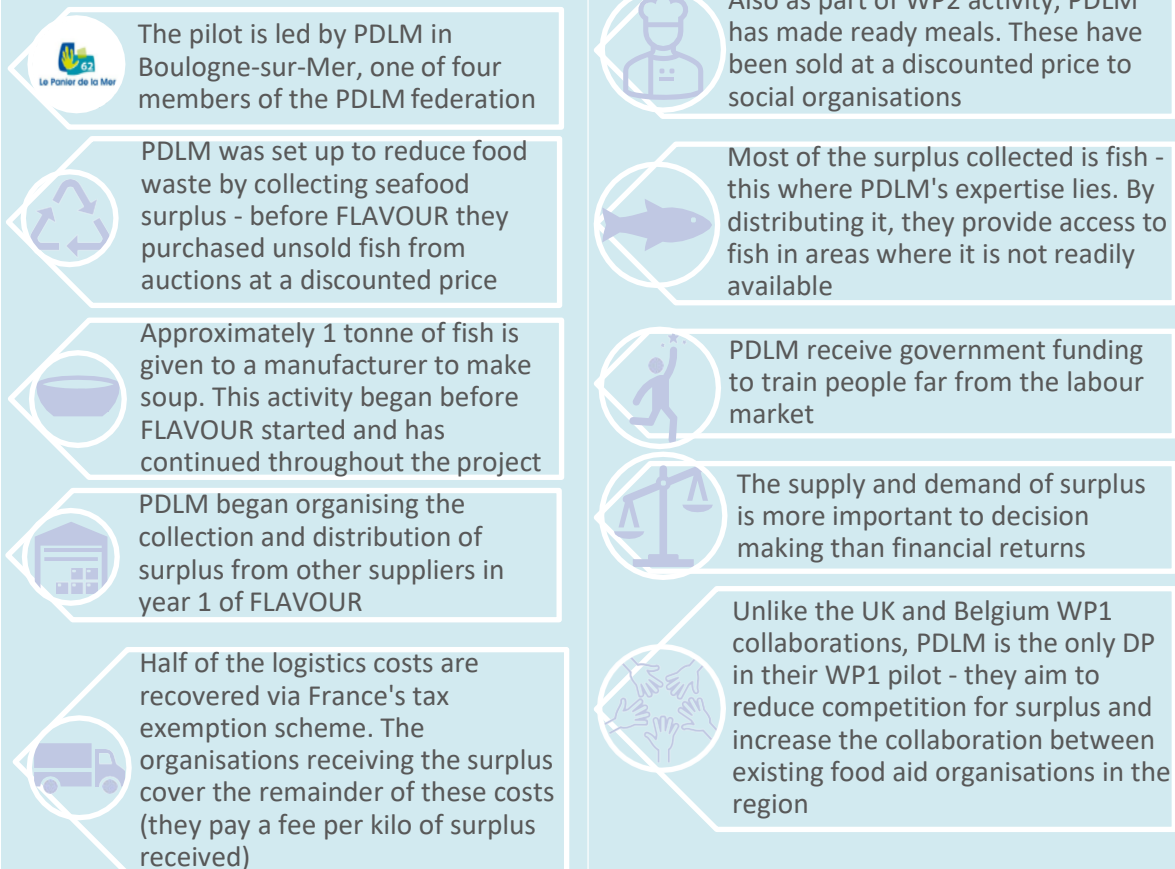 62
Le Panier de la Mer
The pilot is led by PDLM in
Boulogne-sur-Mer, one of four
members of the PDLM federation
PDLM was set up to reduce food
waste by collecting seafood
surplus - before FLAVOUR they
purchased unsold fish from
auctions at a discounted price
Approximately 1 tonne of fish is
given to a manufacturer to make
soup. This activity began before
FLAVOUR started and has
continued throughout the project
PDLM began organising the
collection and distribution of
surplus from other suppliers in
year 1 of FLAVOUR
Half of the logistics costs are
recovered via France's tax
exemption scheme. The
organisations receiving the surplus
cover the remainder of these costs
(they pay a fee per kilo of surplus
received)
Also as part of WP2 activity, PDLM
has made ready meals. These have
been sold at a discounted price to
social organisations
Most of the surplus collected is fish -
this where PDLM's expertise lies. By
distributing it, they provide access to
fish in areas where it is not readily
available
PDLM receive government funding
to train people far from the labour
market
The supply and demand of surplus
is more important to decision
making than financial returns
Unlike the UK and Belgium WP1
collaborations, PDLM is the only DP
in their WP1 pilot - they aim to
reduce competition for surplus and
increase the collaboration between
existing food aid organisations in the
region